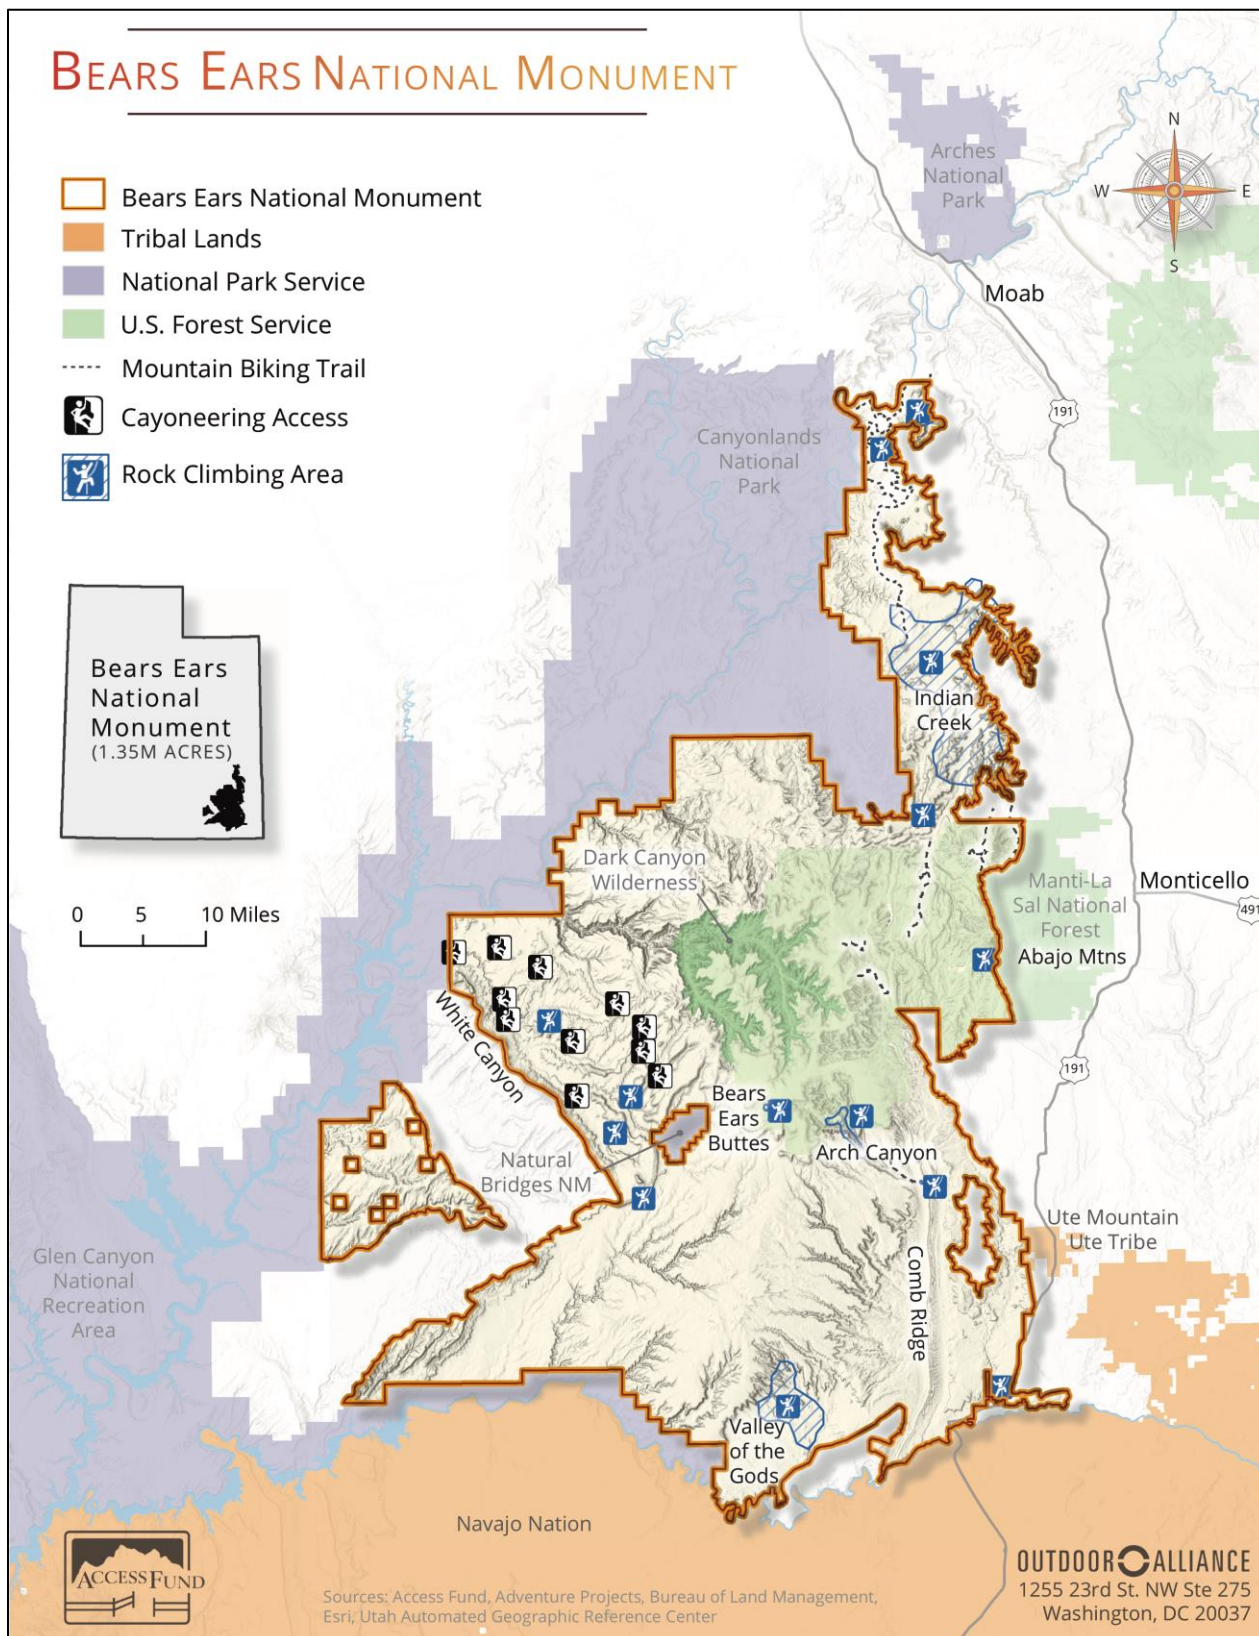 BEARS EARS NATIONAL MONUMENT
Bears Ears National Monument
Tribal Lands
National Park Service
U.S. Forest Service
Mountain Biking Trail
Cayoneering Access
Rock Climbing Area
N
W
E
S
Arches
National
Park
Moab
191
Canyonlands
National
Park
Bears Ears
National
Monument
(1.35M ACRES)
Indian
Creek
0 5 10 Miles
Dark Canyon
Wilderness
Manti-La
Sal National
Forest
Monticello
491
Abajo Mtns
White Canyon
191
Bears
Ears
Buttes
Arch Canyon
Natural
Bridges NM
Ute Mountain
Ute Tribe
Glen Canyon
National
Recreation
Area
Comb Ridge
Valley
of the
Gods
Navajo Nation
ACCESS FUND
Sources: Access Fund, Adventure Projects, Bureau of Land Management,
Esri, Utah Automated Geographic Reference Center
OUTDOOR ALLIANCE
1255 23rd St. NW Ste 275
Washington, DC 20037